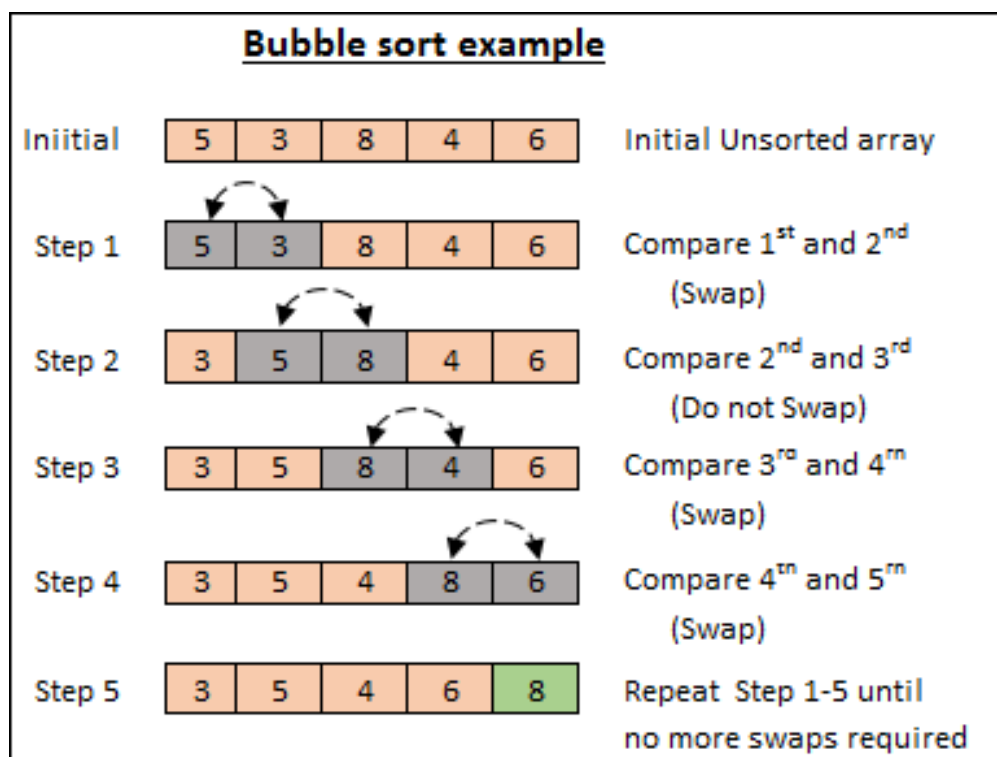 Bubble sort example
Iniitial 5 3 8 4 6 Initial Unsorted array
Step 1 5 3 8 4 6 Compare 1st and 2nd
(Swap)
Step 2 3 5 8 4 6 Compare 2nd and 3rd
(Do not Swap)
Step 3 3 5 8 4 6 Compare 3rd and 4th
(Swap)
Step 4 3 5 4 8 6 Compare 4th and 5th
(Swap)
Step 5 3 5 4 6 8 Repeat Step 1-5 until
no more swaps required